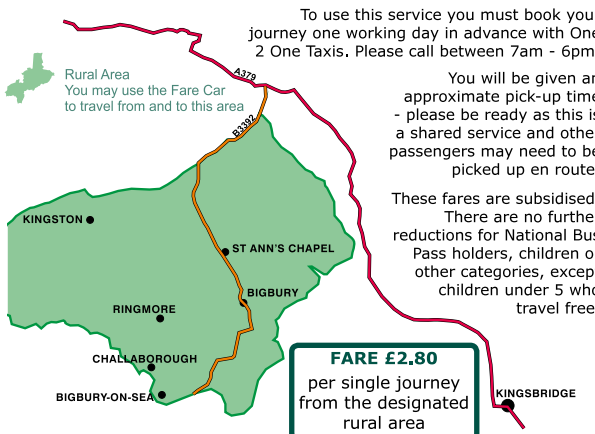 To use this service you must book you
journey one working day in advance with One
2 One Taxis. Please call between 7am - 6pm
Rural Area
You may use the Fare Car
to travel from and to this area
You will be given an
approximate pick-up time
- please be ready as this is
a shared service and othe
passengers may need to be
picked up en route
These fares are subsidised
There are no furthe
reductions for National Bus
Pass holders, children o
other categories, excep
children under 5 who
travel free
A379
B3392
KINGSTON
ST ANN'S CHAPEL
BIGBURY
RINGMORE
CHALLABOROUGH
BIGBURY-ON-SEA
KINGSBRIDGE
FARE £2.80
per single journey
from the designated
rural area